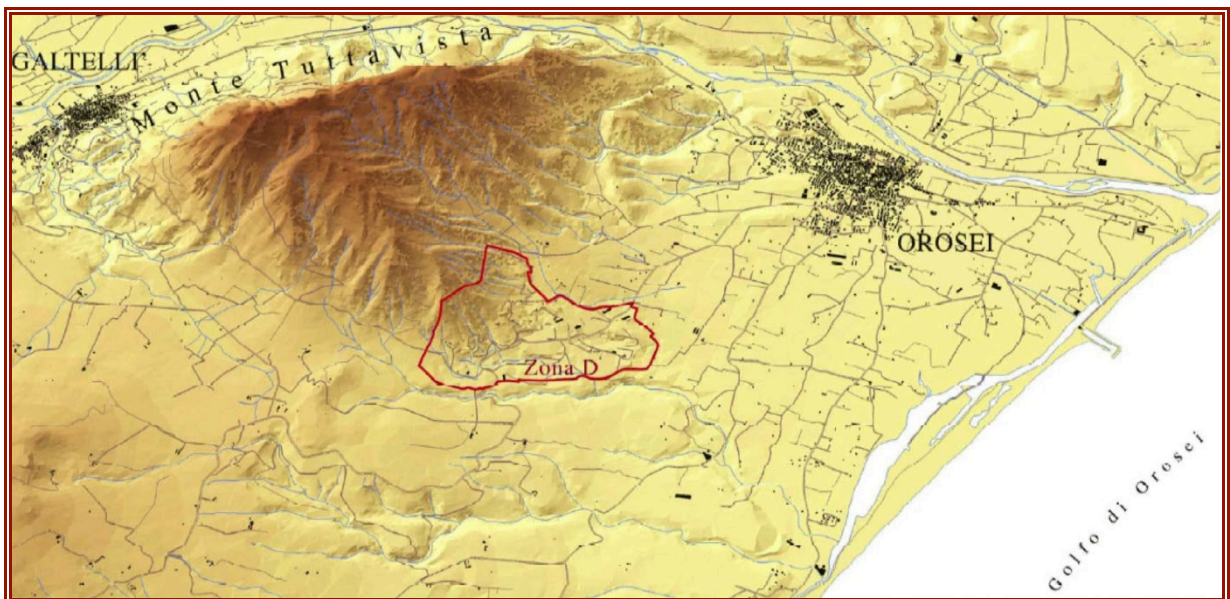 GALTELLI'
Monte Tuttavista
OROSEI
Zona D
Golfo di Orosei